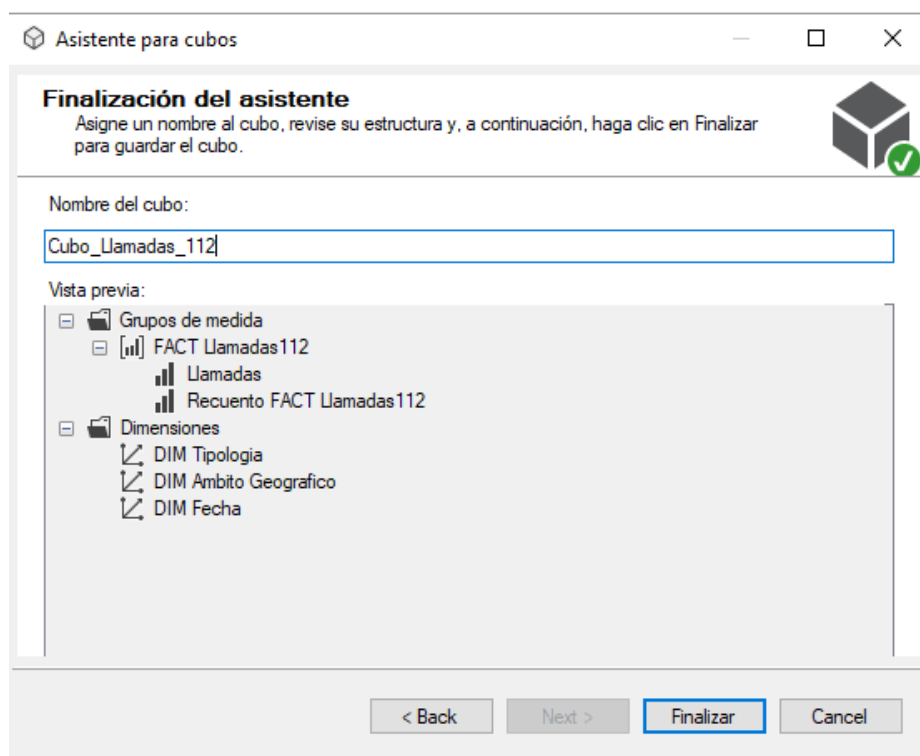 Asistente para cubos
Finalización del asistente
Asigne un nombre al cubo, revise su estructura y, a continuación, haga clic en Finalizar
para guardar el cubo.
Nombre del cubo:
Cubo_Llamadas_112
Vista previa:
Grupos de medida
FACT Llamadas112
Llamadas
Recuento FACT Llamadas112
Dimensiones
DIM Tipologia
DIM Ambito Geografico
DIM Fecha
< Back Next > Finalizar Cancel